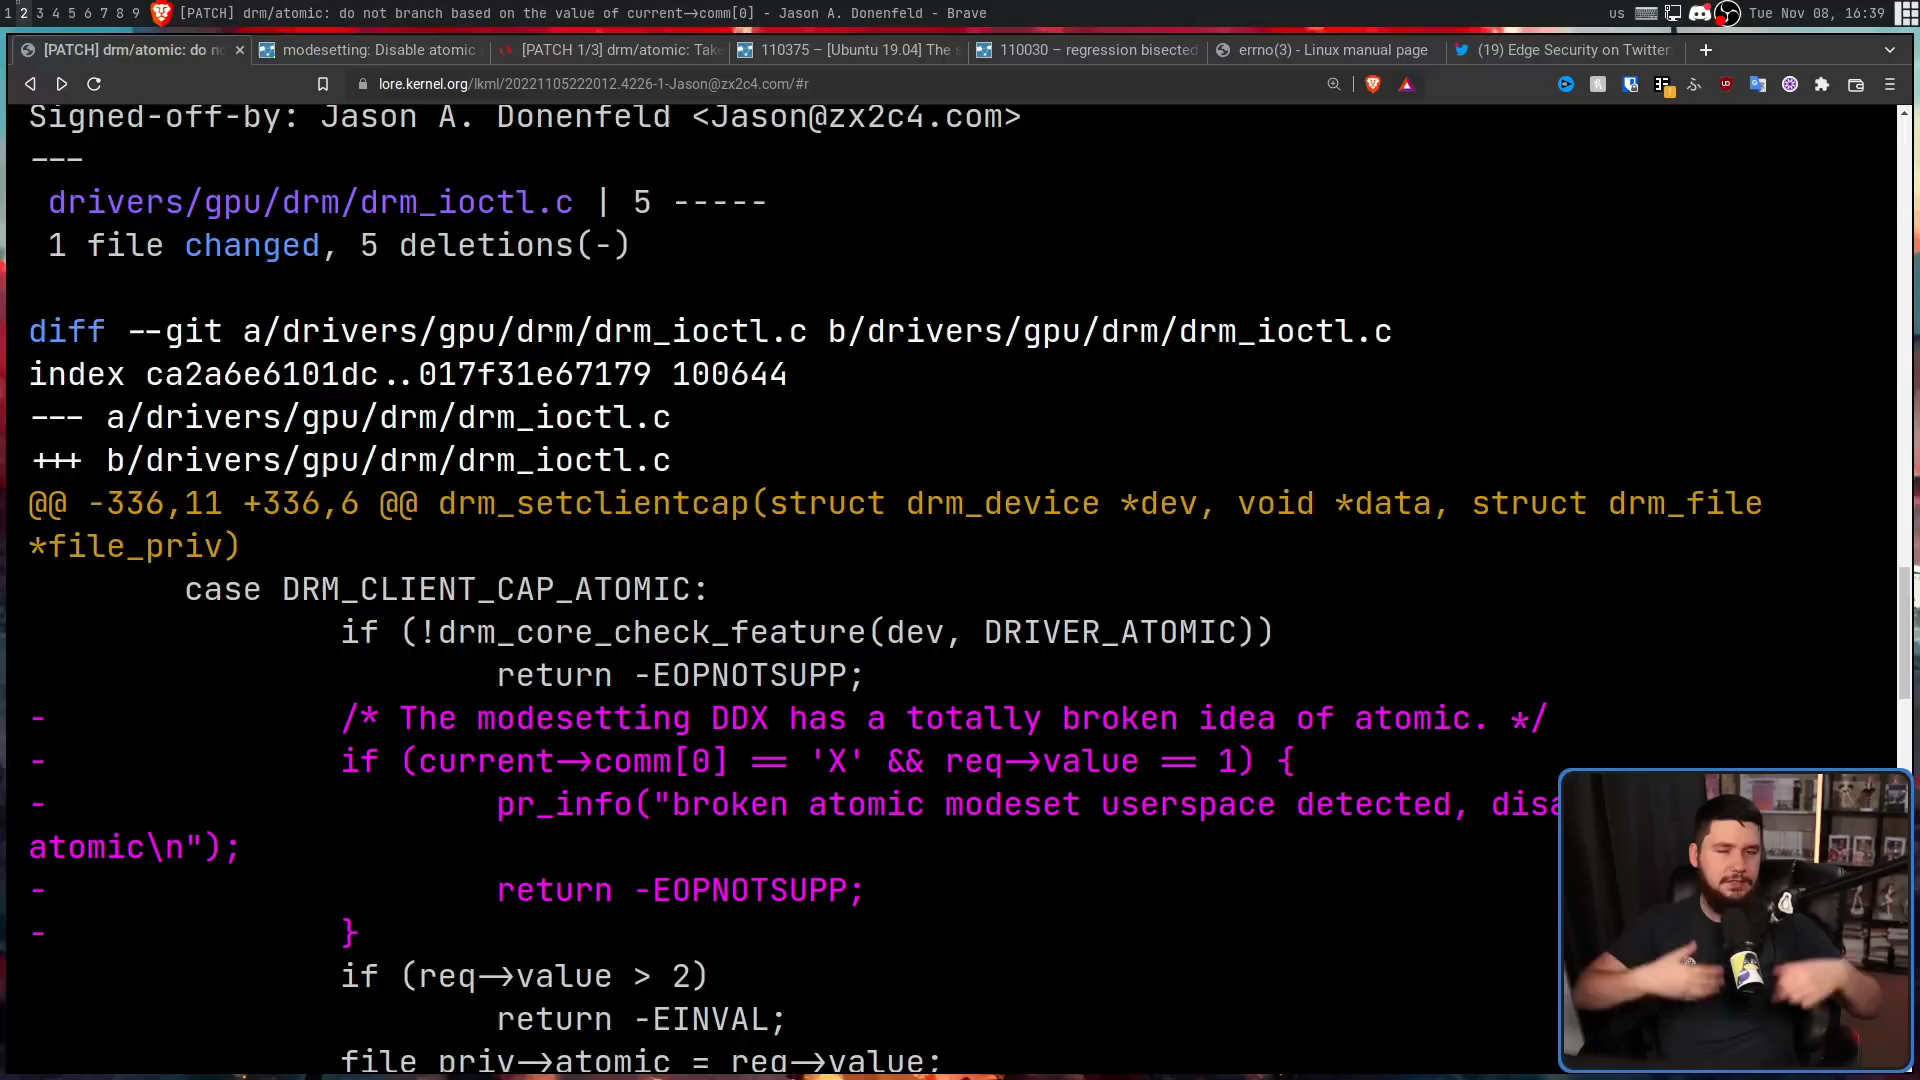 1 2 3 4 5 6 7 8 9 [PATCH] drm/atomic: do not branch based on the value of current->comm[0] - Jason A. Donenfeld - Brave us Tue Nov 08, 16:39
[PATCH] drm/atomic: do no modesetting: Disable atomic [PATCH 1/3] drm/atomic: Take 110375 – [Ubuntu 19.04] The s 110030 – regression bisected errno(3) - Linux manual page (19) Edge Security on Twitter:
lore.kernel.org/lkml/20221105222012.4226-1-Jason@zx2c4.com/#r
Signed-off-by: Jason A. Donenfeld <Jason@zx2c4.com>
---
drivers/gpu/drm/drm_ioctl.c | 5 -----
1 file changed, 5 deletions(-)
diff --git a/drivers/gpu/drm/drm_ioctl.c b/drivers/gpu/drm/drm_ioctl.c
index ca2a6e6101dc..017f31e67179 100644
--- a/drivers/gpu/drm/drm_ioctl.c
+++ b/drivers/gpu/drm/drm_ioctl.c
@@ -336,11 +336,6 @@ drm_setclientcap(struct drm_device *dev, void *data, struct drm_file
*file_priv)
case DRM_CLIENT_CAP_ATOMIC:
if (!drm_core_check_feature(dev, DRIVER_ATOMIC))
return -EOPNOTSUPP;
- /* The modesetting DDX has a totally broken idea of atomic. */
- if (current->comm[0] == 'X' && req->value == 1) {
- pr_info("broken atomic modeset userspace detected, disa
atomic\n");
- return -EOPNOTSUPP;
- }
if (req->value > 2)
return -EINVAL;
file_priv->atomic = req->value;